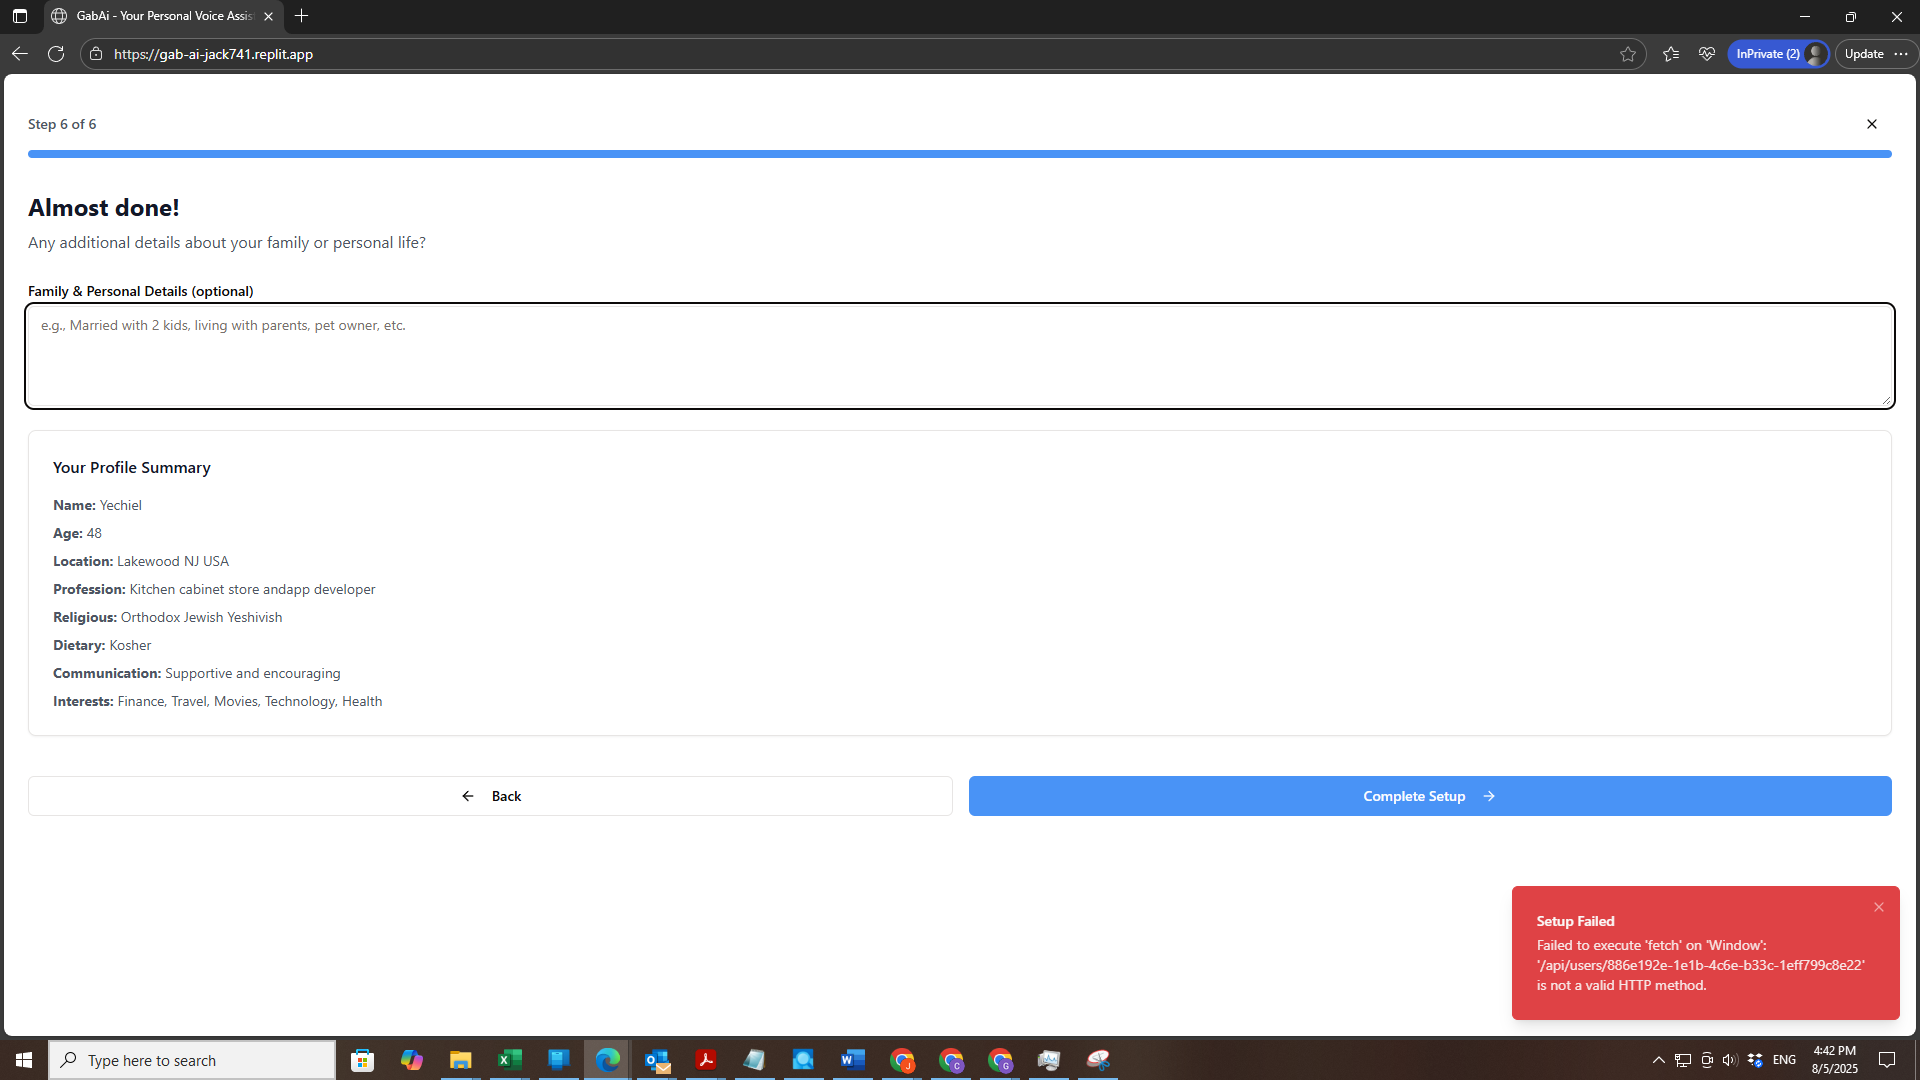 GabAi - Your Personal Voice Assis
https://gab-ai-jack741.replit.app
InPrivate (2)
Update
Step 6 of 6
Almost done!
Any additional details about your family or personal life?
Family & Personal Details (optional)
e.g., Married with 2 kids, living with parents, pet owner, etc.
Your Profile Summary
Name: Yechiel
Age: 48
Location: Lakewood NJ USA
Profession: Kitchen cabinet store andapp developer
Religious: Orthodox Jewish Yeshivish
Dietary: Kosher
Communication: Supportive and encouraging
Interests: Finance, Travel, Movies, Technology, Health
Back
Complete Setup
Setup Failed
Failed to execute 'fetch' on 'Window':
'/api/users/886e192e-1e1b-4c6e-b33c-1eff799c8e22'
is not a valid HTTP method.
Type here to search
ENG
4:42 PM
8/5/2025